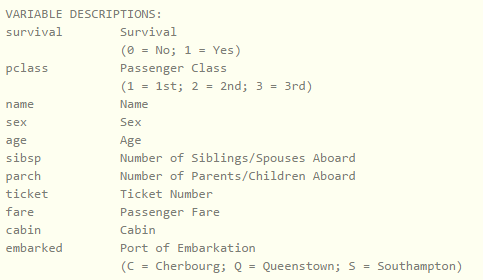 VARIABLE DESCRIPTIONS:
survival Survival
(0 = No; 1 = Yes)
pclass Passenger Class
(1 = 1st; 2 = 2nd; 3 = 3rd)
name Name
sex Sex
age Age
sibsp Number of Siblings/Spouses Aboard
parch Number of Parents/Children Aboard
ticket Ticket Number
fare Passenger Fare
cabin Cabin
embarked Port of Embarkation
(C = Cherbourg; Q = Queenstown; S = Southampton)